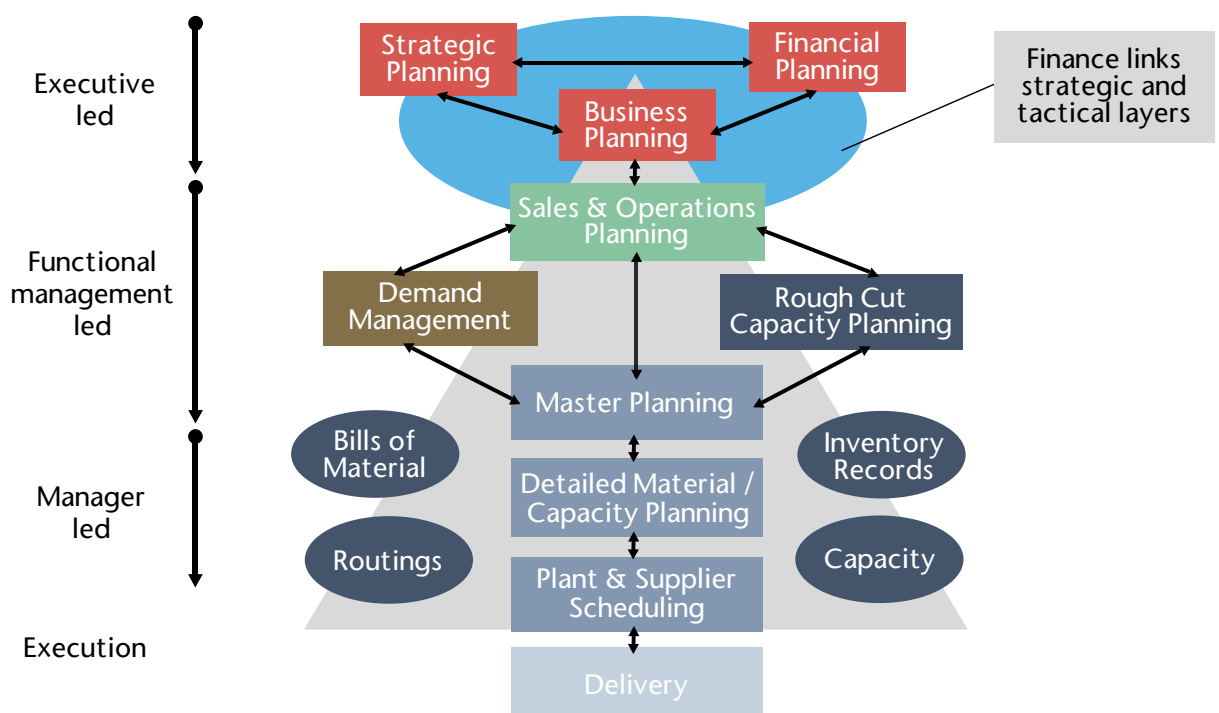 Strategic
Planning
Financial
Planning
Finance links
strategic and
tactical layers
Executive
led
Business
Planning
Sales & Operations
Planning
Functional
management
led
Demand
Management
Rough Cut
Capacity Planning
Master Planning
Bills of
Material
Inventory
Records
Manager
led
Detailed Material /
Capacity Planning
Routings
Capacity
Plant & Supplier
Scheduling
Execution
Delivery